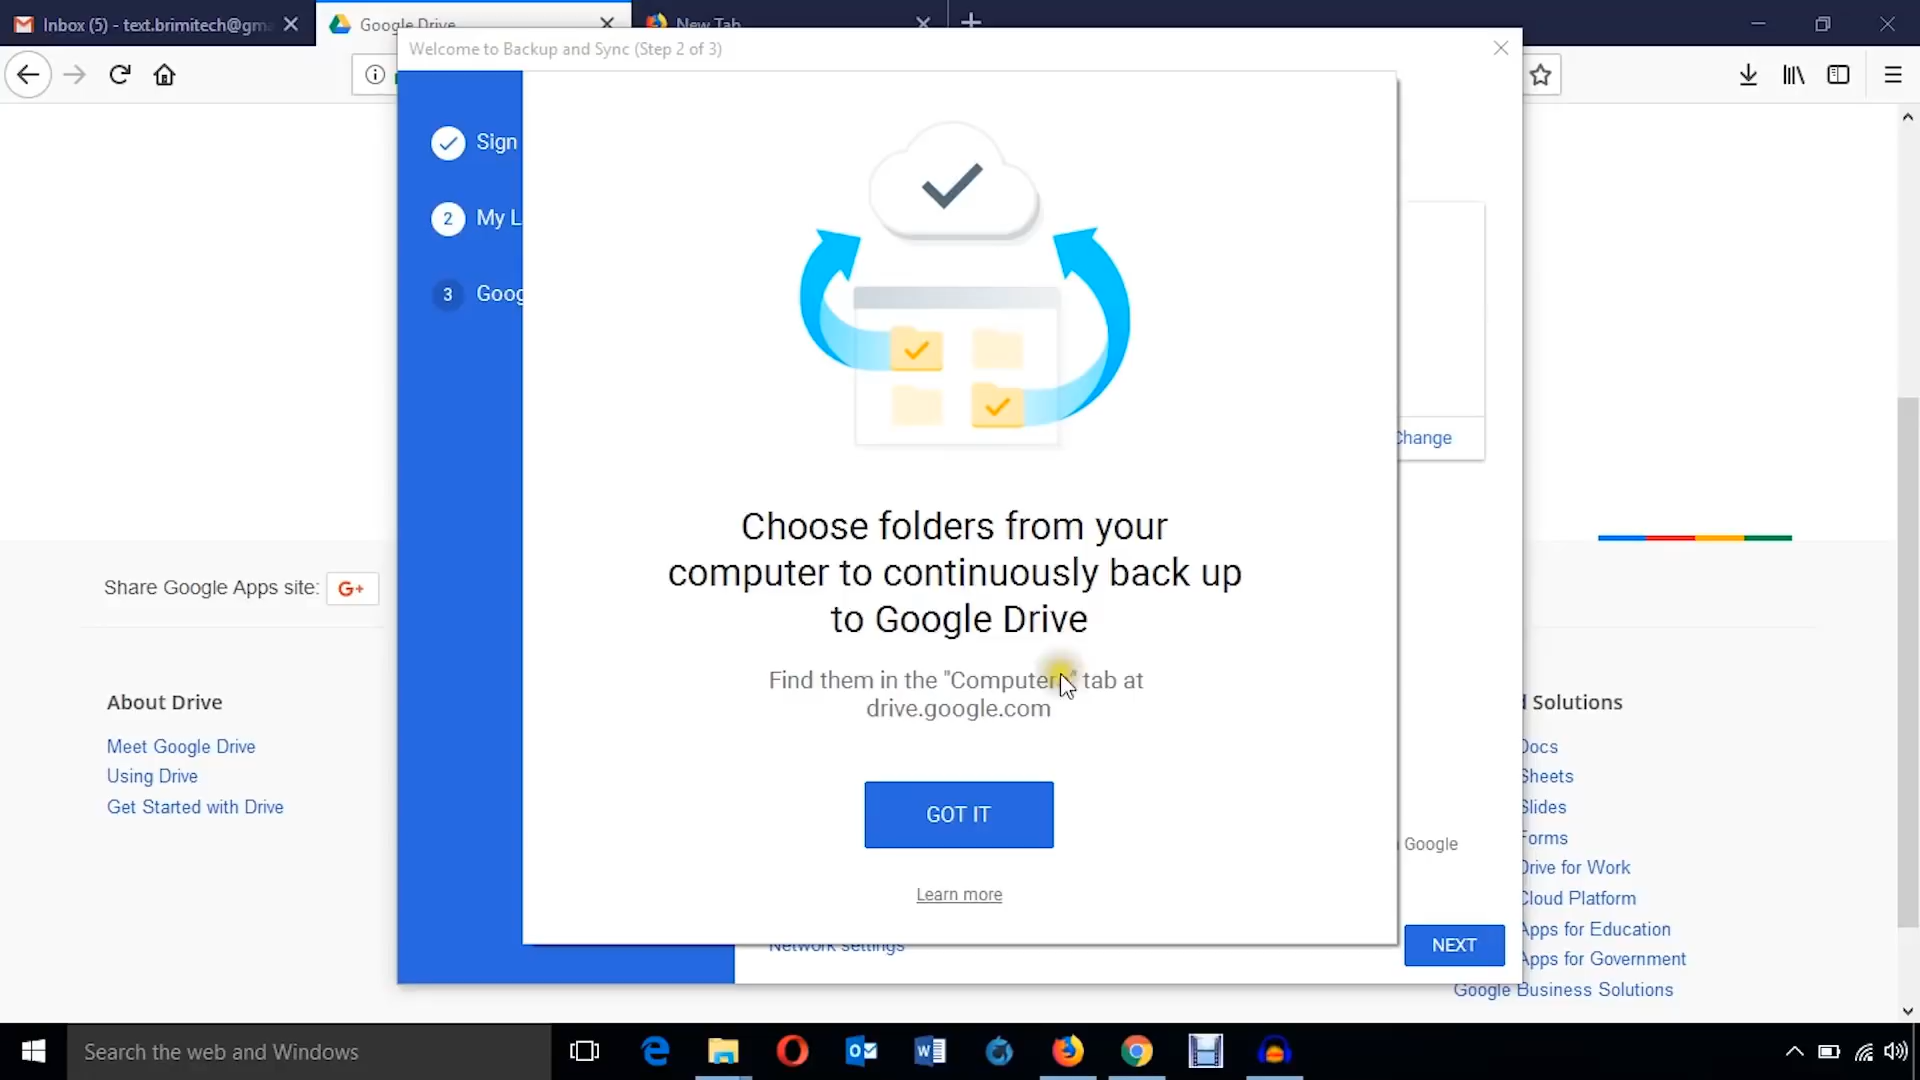 Inbox (5) - text.brimitech@gma
Google Drive
New Tab
Welcome to Backup and Sync (Step 2 of 3)
Sign
2 My L
3 Goog
Change
Choose folders from your
computer to continuously back up
to Google Drive
Find them in the "Computers" tab at
drive.google.com
GOT IT
Learn more
Google
Network settings
NEXT
Share Google Apps site: G+
About Drive
Meet Google Drive
Using Drive
Get Started with Drive
Solutions
Docs
Sheets
Slides
Forms
Drive for Work
Cloud Platform
Apps for Education
Apps for Government
Google Business Solutions
Search the web and Windows